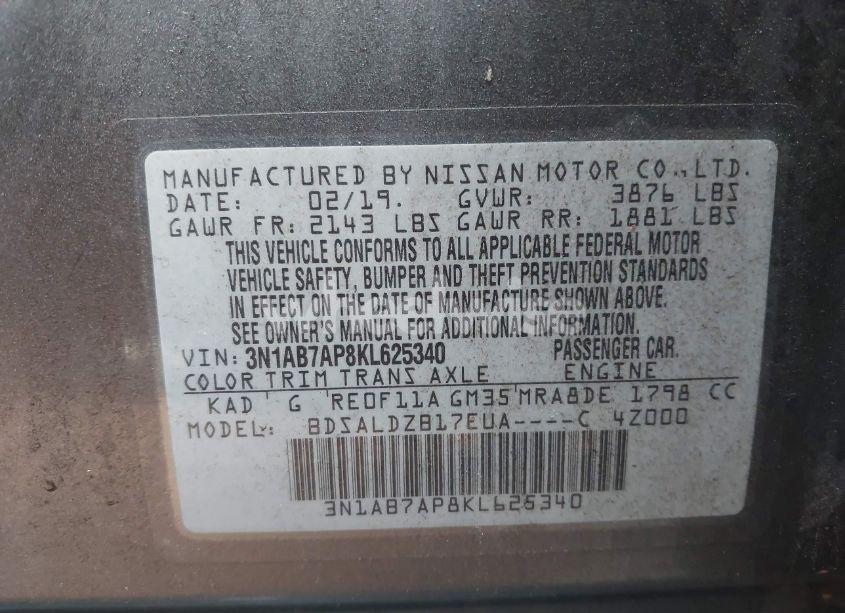 MANUFACTURED BY NISSAN MOTOR CO., LTD.
DATE: 02/19. GVWR: 3876 LBS
GAWR FR: 2143 LBS GAWR RR: 1881 LBS
THIS VEHICLE CONFORMS TO ALL APPLICABLE FEDERAL MOTOR
VEHICLE SAFETY, BUMPER AND THEFT PREVENTION STANDARDS
IN EFFECT ON THE DATE OF MANUFACTURE SHOWN ABOVE.
SEE OWNER'S MANUAL FOR ADDITIONAL INFORMATION.
VIN: 3N1AB7AP8KL625340 PASSENGER CAR.
COLOR TRIM TRANS AXLE ENGINE
KAD G RE0F11A GM35 MRA8DE 1798 CC
MODEL: BDSALDZB17EUA----C 4Z000
3N1AB7AP8KL625340